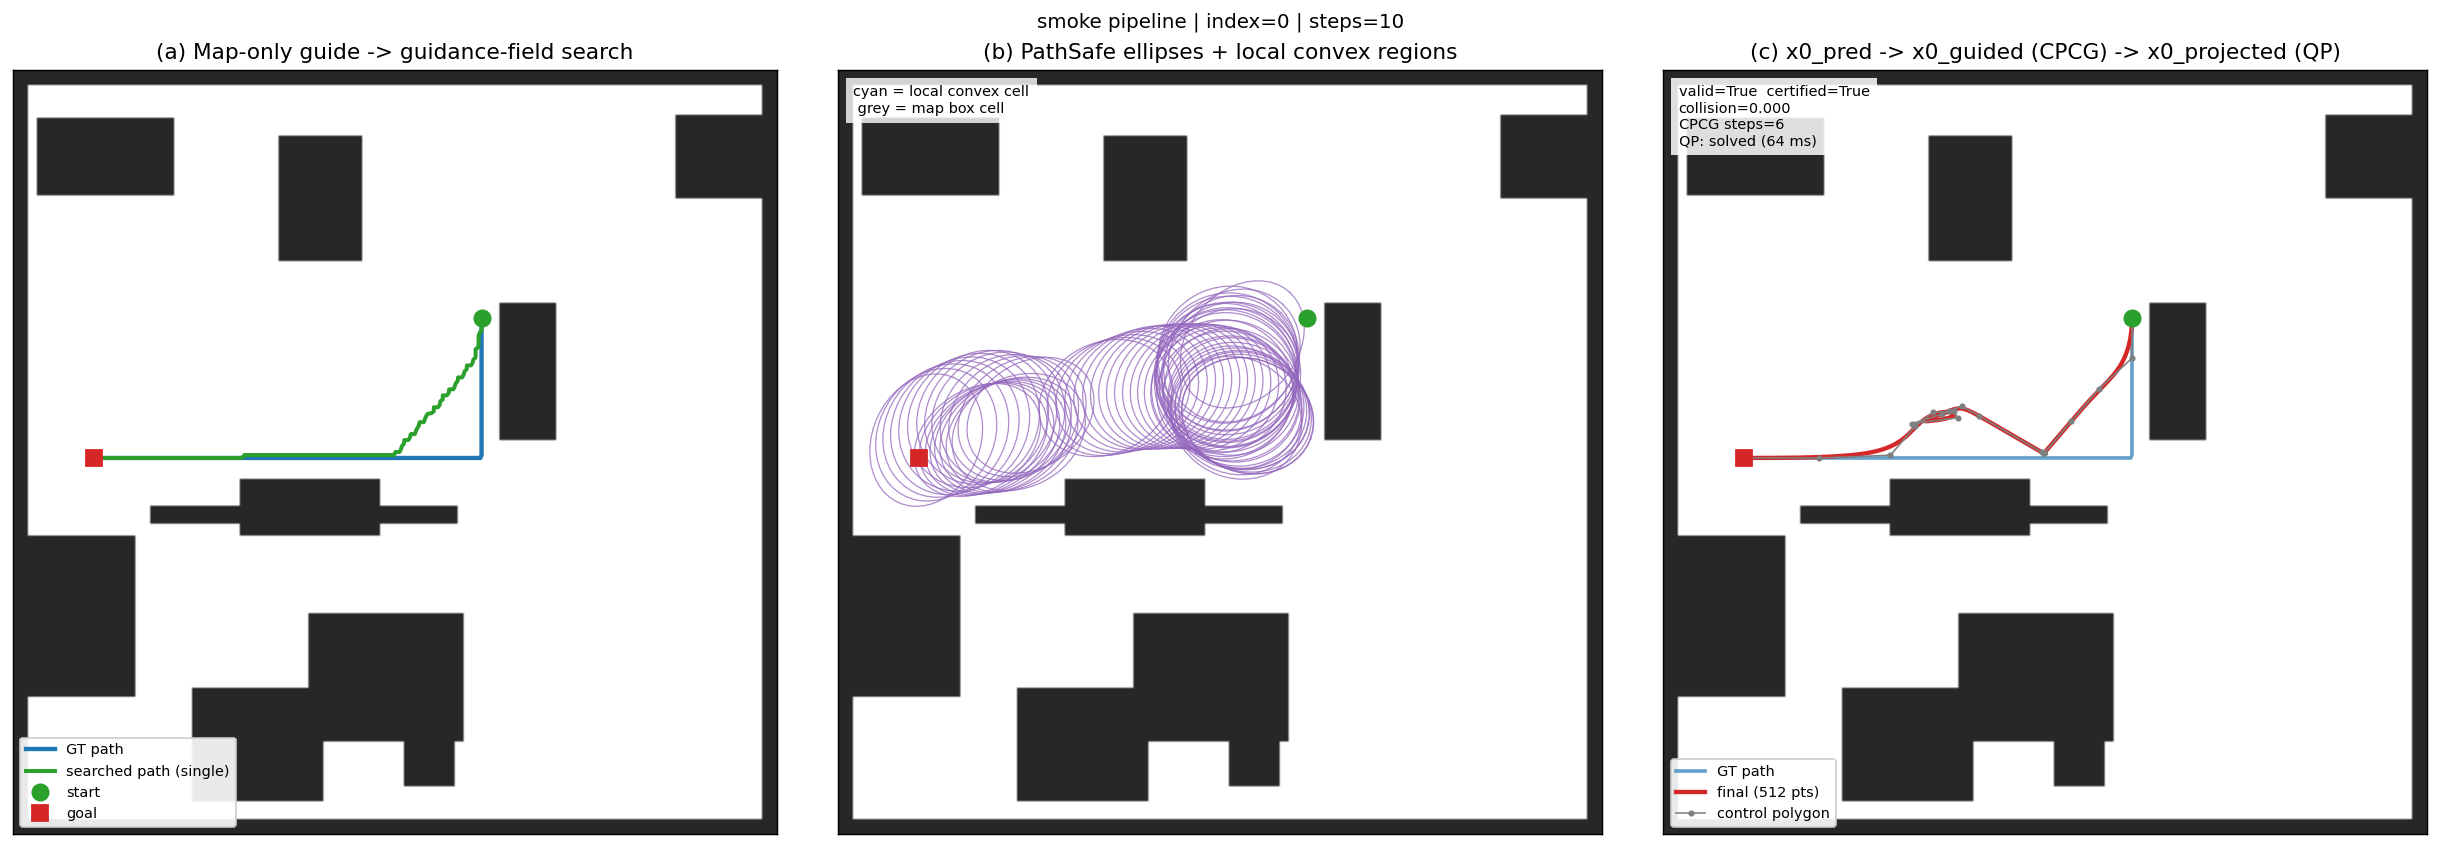 smoke pipeline | index=0 | steps=10
(a) Map-only guide -> guidance-field search
GT path
searched path (single)
start
goal
(b) PathSafe ellipses + local convex regions
cyan = local convex cell
grey = map box cell
(c) x0_pred -> x0_guided (CPCG) -> x0_projected (QP)
valid=True  certified=True
collision=0.000
CPCG steps=6
QP: solved (64 ms)
GT path
final (512 pts)
control polygon